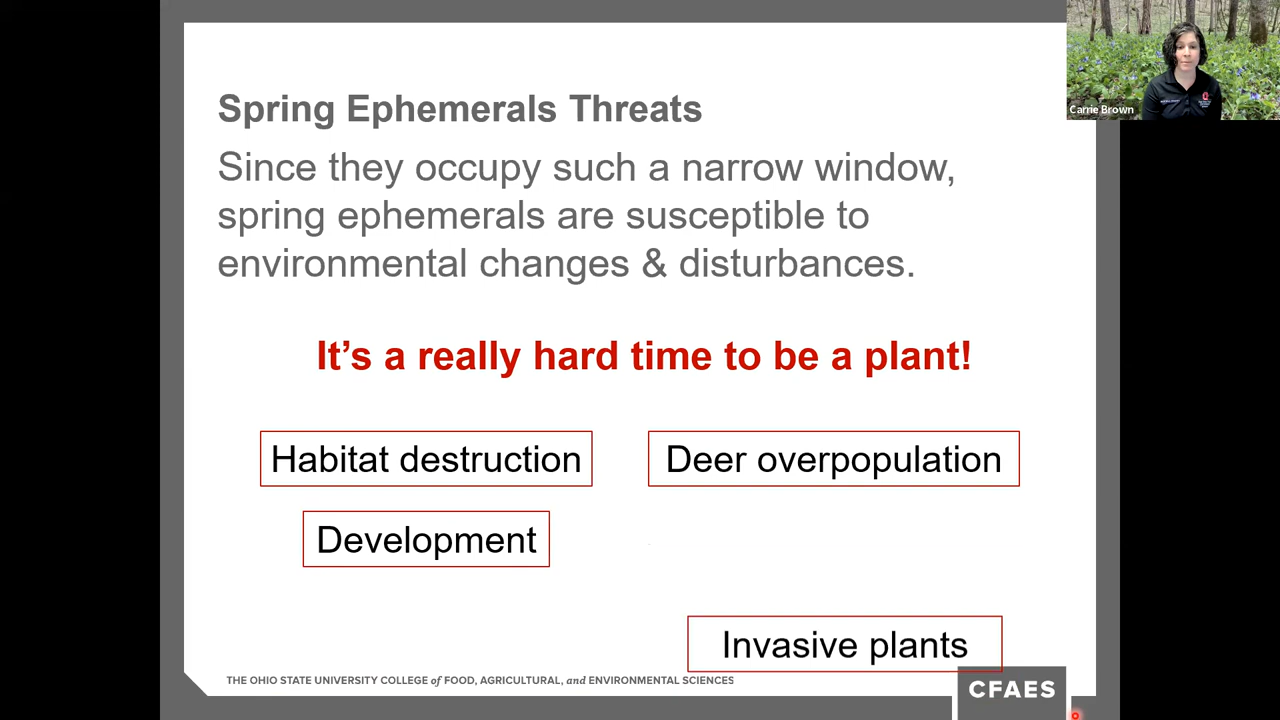 Carrie Brown
Spring Ephemerals Threats
Since they occupy such a narrow window,
spring ephemerals are susceptible to
environmental changes & disturbances.
It’s a really hard time to be a plant!
Habitat destruction
Deer overpopulation
Development
Invasive plants
THE OHIO STATE UNIVERSITY COLLEGE of FOOD, AGRICULTURAL, and ENVIRONMENTAL SCIENCES
CFAES